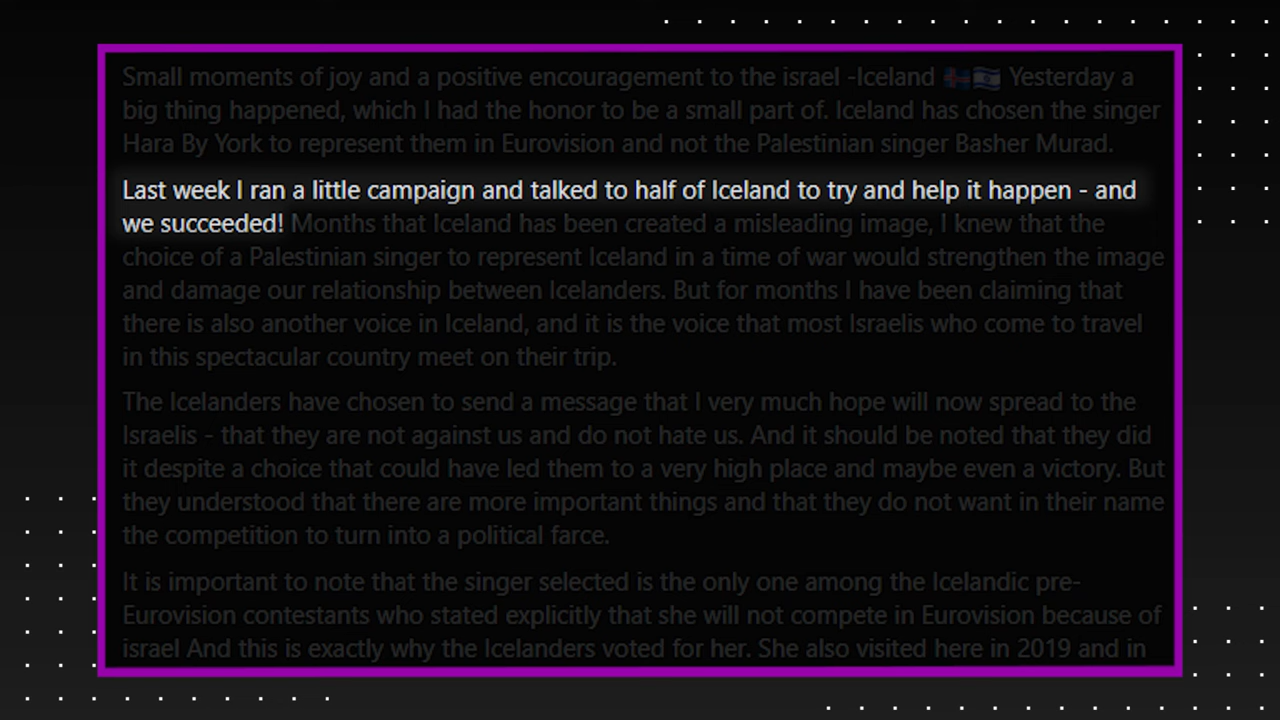 Small moments of joy and a positive encouragement to the israel -Iceland 🇮🇸🇮🇱 Yesterday a
big thing happened, which I had the honor to be a small part of. Iceland has chosen the singer
Hara By York to represent them in Eurovision and not the Palestinian singer Basher Murad.
Last week I ran a little campaign and talked to half of Iceland to try and help it happen - and
we succeeded! Months that Iceland has been created a misleading image, I knew that the
choice of a Palestinian singer to represent Iceland in a time of war would strengthen the image
and damage our relationship between Icelanders. But for months I have been claiming that
there is also another voice in Iceland, and it is the voice that most Israelis who come to travel
in this spectacular country meet on their trip.
The Icelanders have chosen to send a message that I very much hope will now spread to the
Israelis - that they are not against us and do not hate us. And it should be noted that they did
it despite a choice that could have led them to a very high place and maybe even a victory. But
they understood that there are more important things and that they do not want in their name
the competition to turn into a political farce.
It is important to note that the singer selected is the only one among the Icelandic pre-
Eurovision contestants who stated explicitly that she will not compete in Eurovision because of
israel And this is exactly why the Icelanders voted for her. She also visited here in 2019 and in